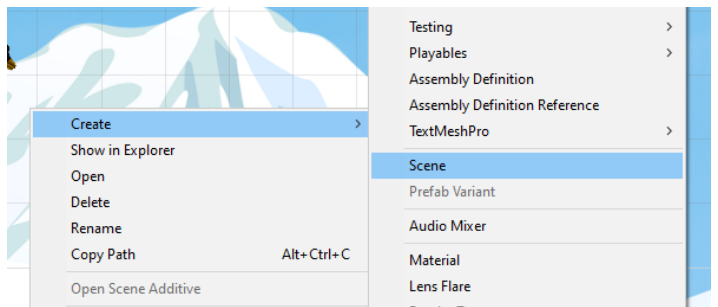 Create
Show in Explorer
Open
Delete
Rename
Copy Path Alt+Ctrl+C
Open Scene Additive
Testing
Playables
Assembly Definition
Assembly Definition Reference
TextMeshPro
Scene
Prefab Variant
Audio Mixer
Material
Lens Flare